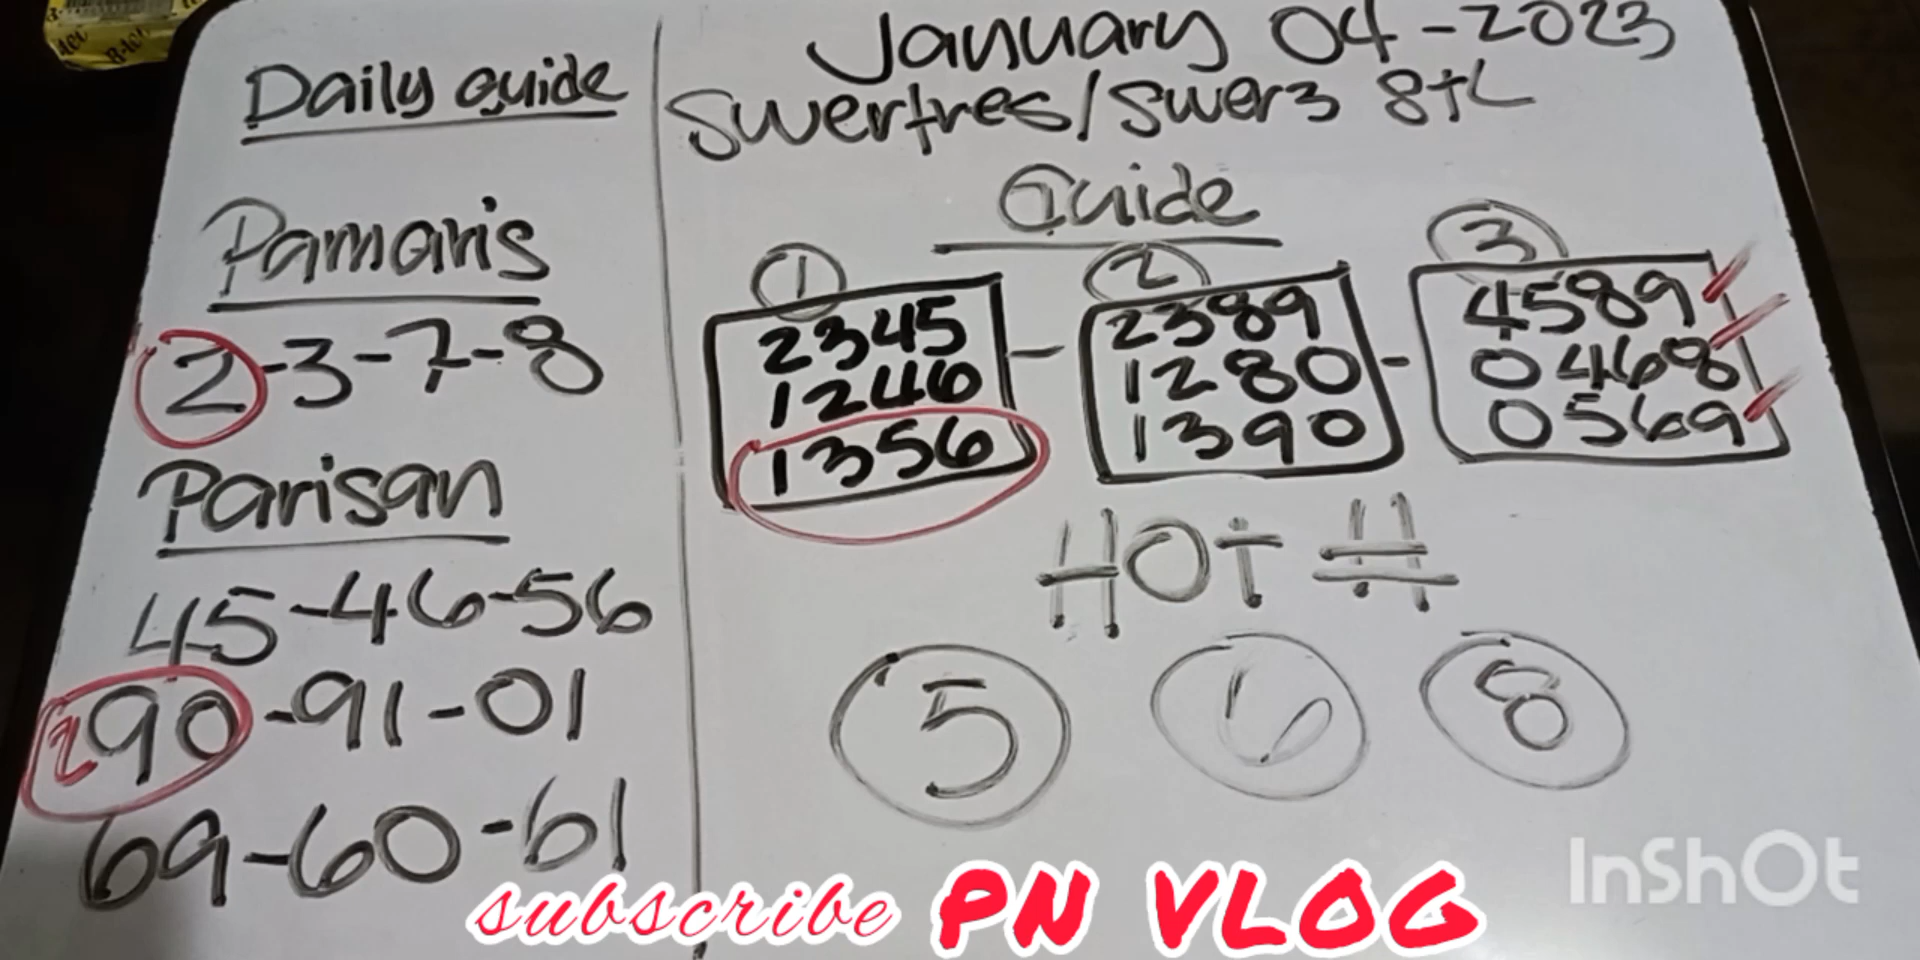 Daily Guide
Pamaris
2-3-7-8
Parisan
45-46-56
290-91-01
69-60-61
January 04-2023
Swertres/Swer3 8tL
Guide
1
2345
1246
1356
-
2
2389
1280
1390
-
3
4589
0468
0569
HOT #
5 6 8
subscribe PN VLOG
InShOt